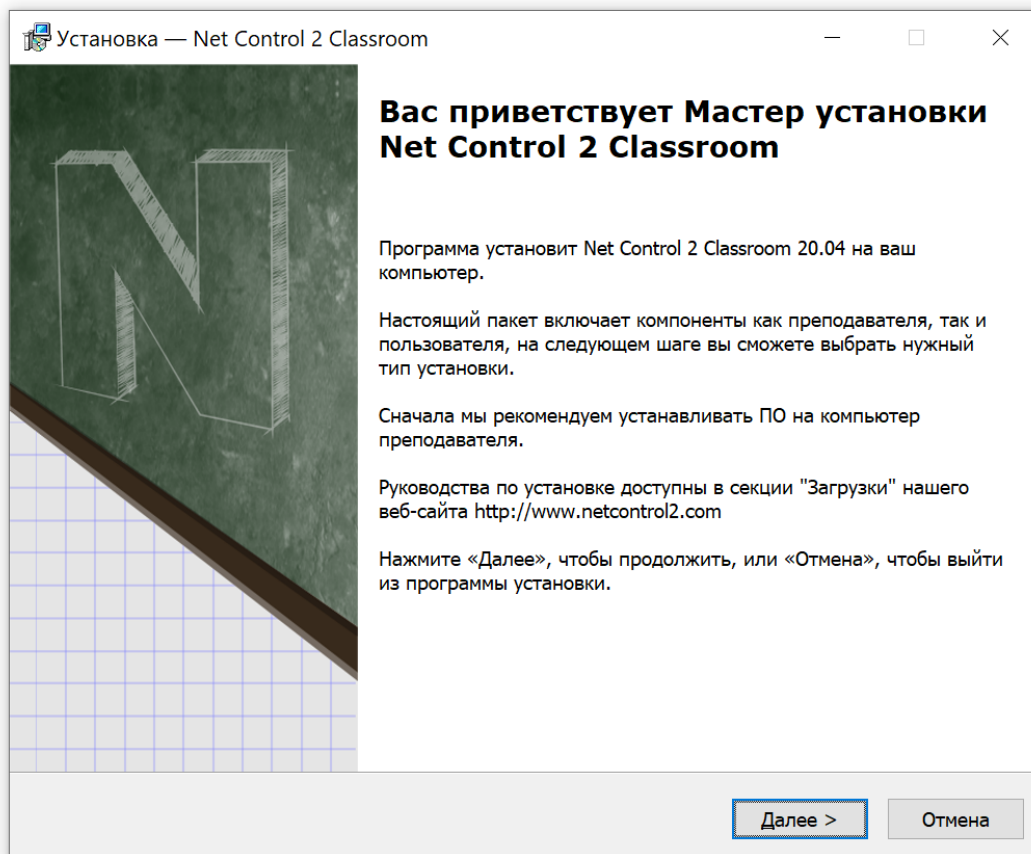 Установка — Net Control 2 Classroom
N
Вас приветствует Мастер установки
Net Control 2 Classroom
Программа установит Net Control 2 Classroom 20.04 на ваш
компьютер.
Настоящий пакет включает компоненты как преподавателя, так и
пользователя, на следующем шаге вы сможете выбрать нужный
тип установки.
Сначала мы рекомендуем устанавливать ПО на компьютер
преподавателя.
Руководства по установке доступны в секции "Загрузки" нашего
веб-сайта http://www.netcontrol2.com
Нажмите «Далее», чтобы продолжить, или «Отмена», чтобы выйти
из программы установки.
Далее >
Отмена